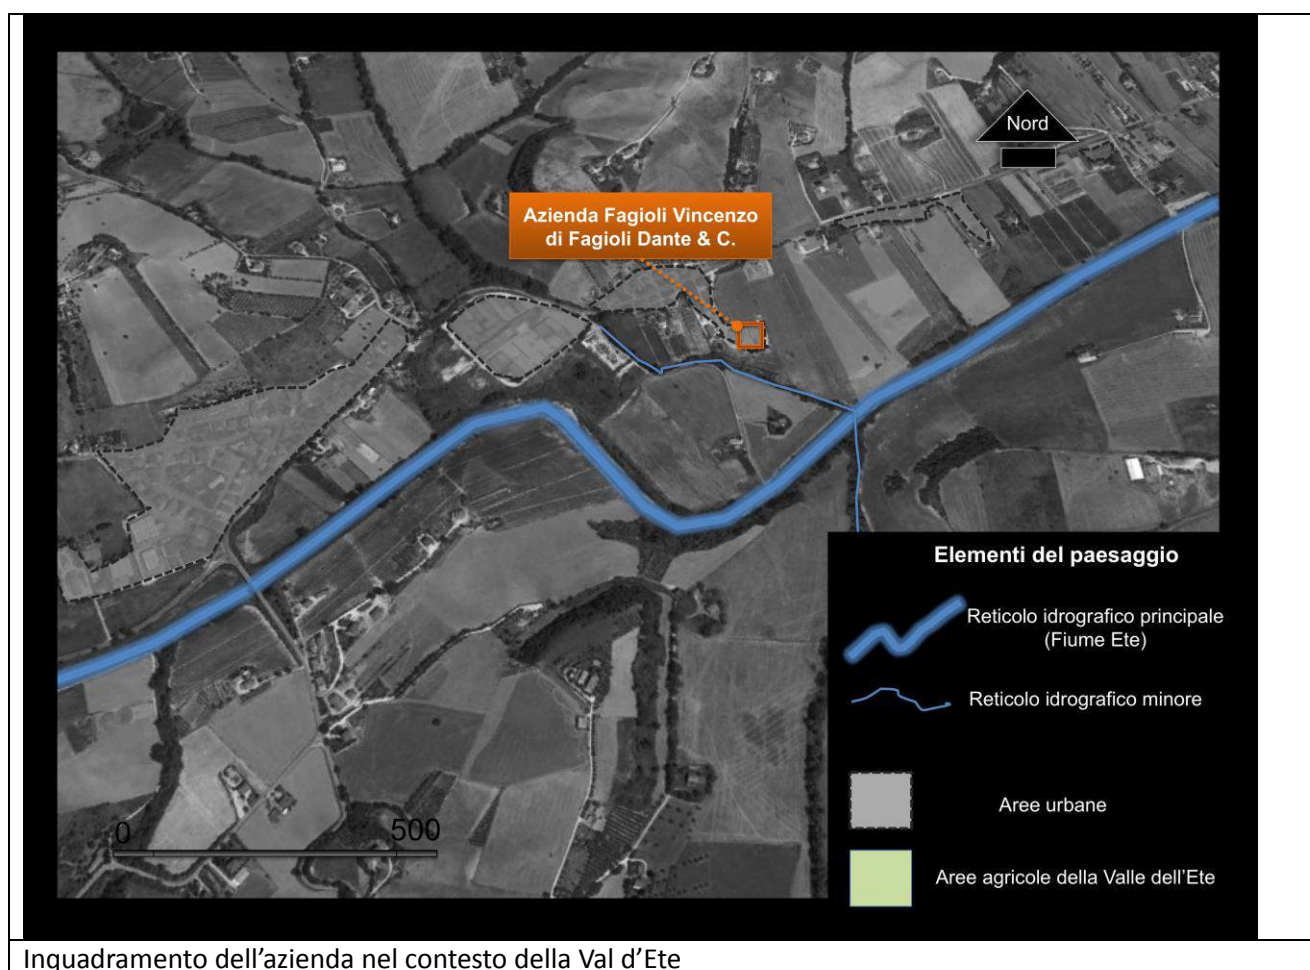 Nord
Azienda Fagioli Vincenzo
di Fagioli Dante & C.
Elementi del paesaggio
Reticolo idrografico principale
(Fiume Ete)
Reticolo idrografico minore
Aree urbane
Aree agricole della Valle dell'Ete
0 500
Inquadramento dell'azienda nel contesto della Val d'Ete